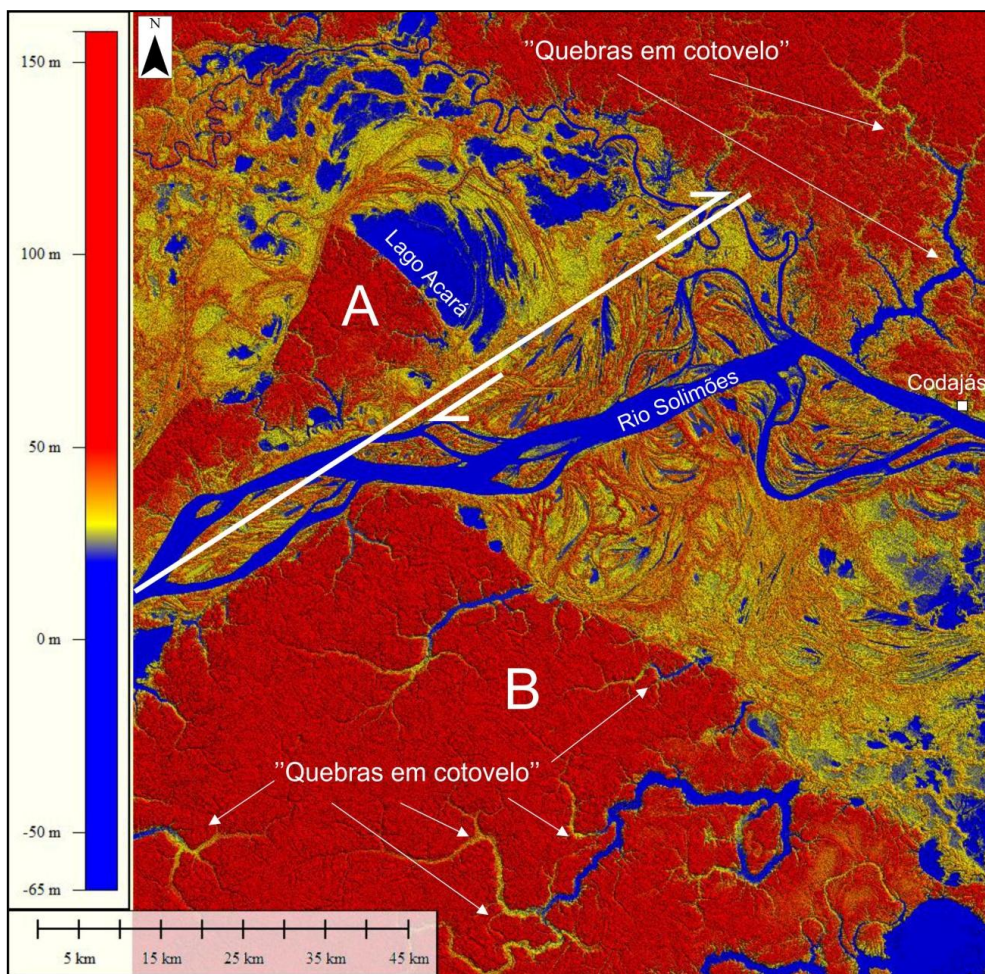 N
''Quebras em cotovelo''
150 m
100 m
50 m
0 m
-50 m
-65 m
Lago Acará
A
Rio Solimões
Codajás
B
''Quebras em cotovelo''
5 km 15 km 25 km 35 km 45 km